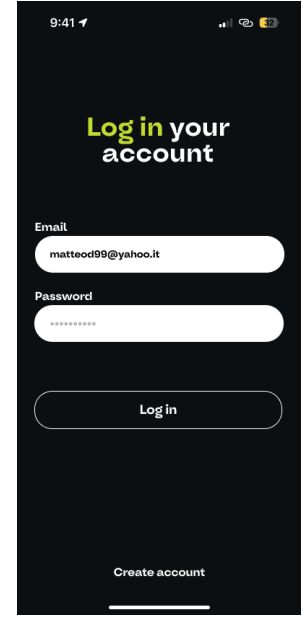 9:41
32
Log in your
account
Email
matteod99@yahoo.it
Password
**********
Log in
Create account